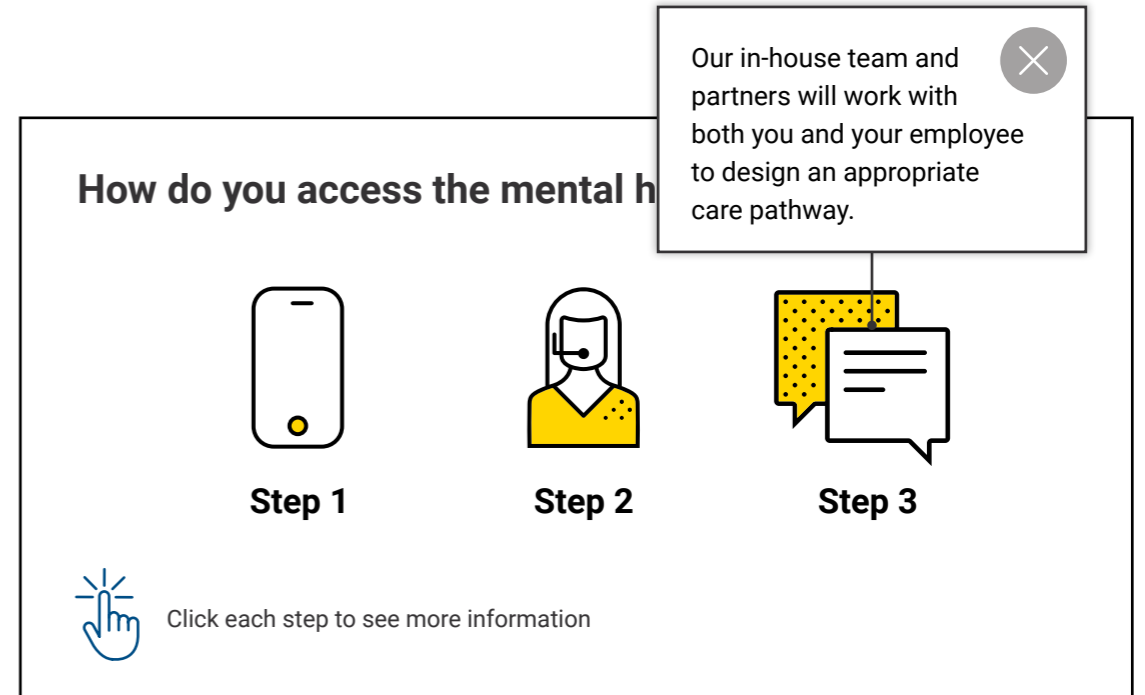 Our in-house team and
partners will work with
both you and your employee
to design an appropriate
care pathway.
How do you access the mental h
Step 1
Step 2
Step 3
Click each step to see more information